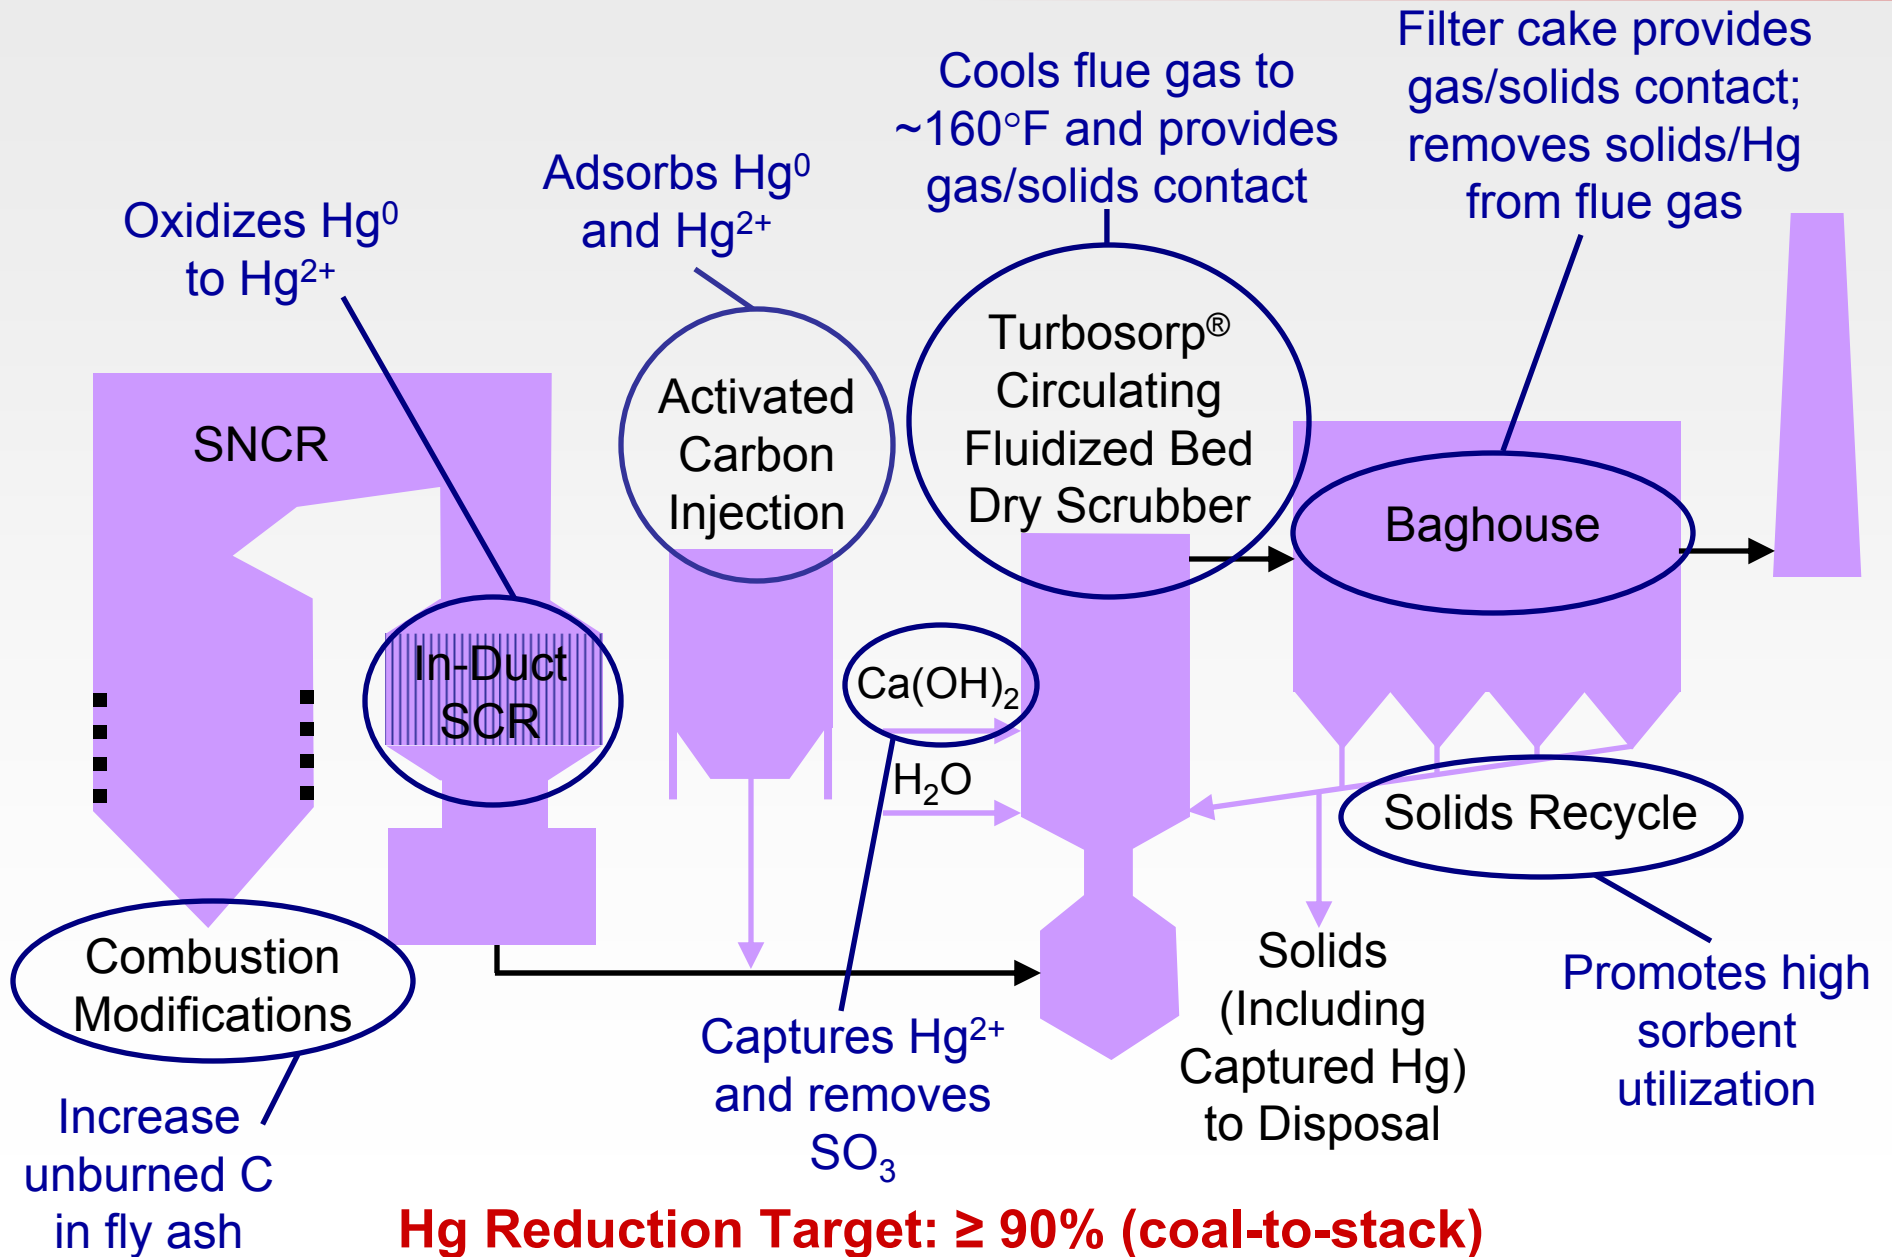 Oxidizes Hg⁰
to Hg²⁺
Adsorbs Hg⁰
and Hg²⁺
Cools flue gas to
~160°F and provides
gas/solids contact
Filter cake provides
gas/solids contact;
removes solids/Hg
from flue gas
SNCR
In-Duct
SCR
Activated
Carbon
Injection
Turbosorp®
Circulating
Fluidized Bed
Dry Scrubber
Baghouse
Ca(OH)₂
H₂O
Solids Recycle
Combustion
Modifications
Increase
unburned C
in fly ash
Captures Hg²⁺
and removes
SO₃
Solids
(Including
Captured Hg)
to Disposal
Promotes high
sorbent
utilization
Hg Reduction Target: ≥ 90% (coal-to-stack)